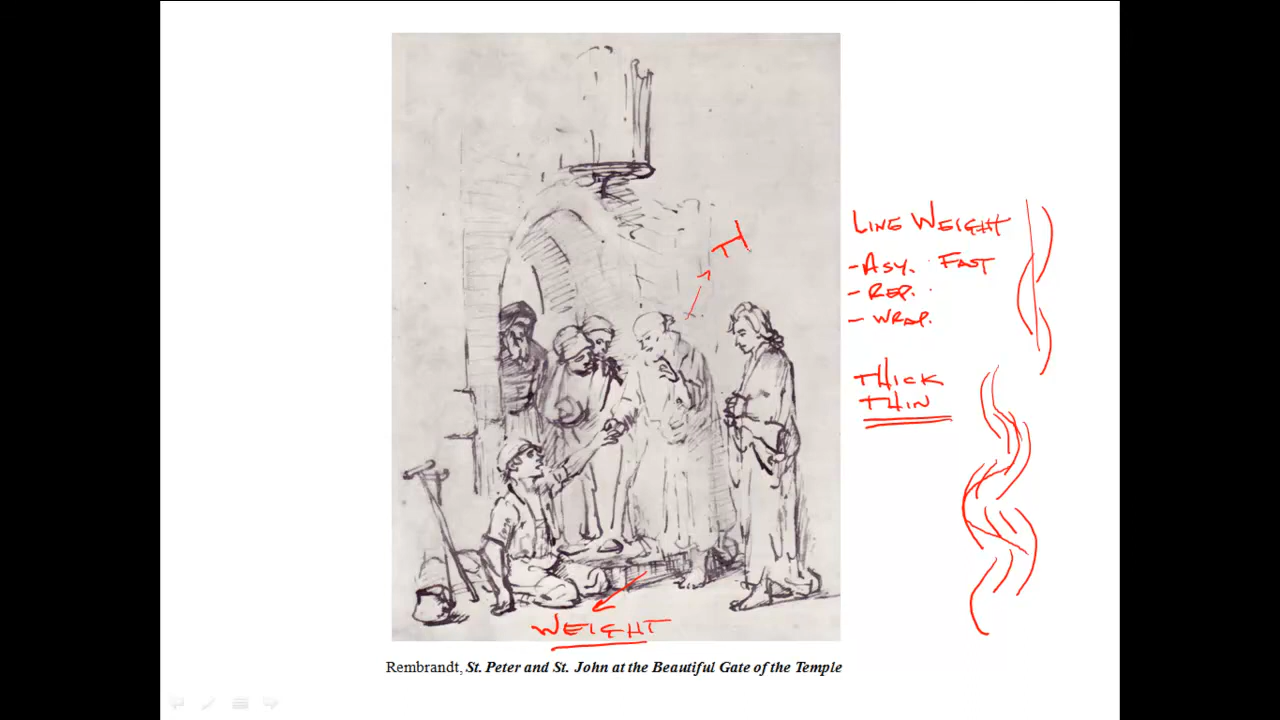 LINE WEIGHT
- ASY. FAST
- REP.
- WRAP.
THICK
THIN
T
WEIGHT
Rembrandt, St. Peter and St. John at the Beautiful Gate of the Temple